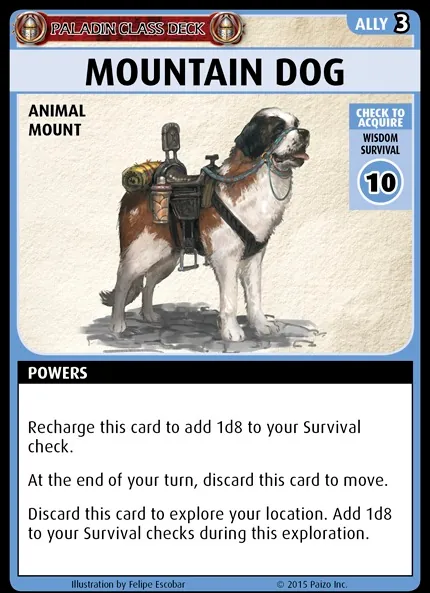 PALADIN CLASS DECK
ALLY 3
MOUNTAIN DOG
ANIMAL
MOUNT
CHECK TO
ACQUIRE
WISDOM
SURVIVAL
10
POWERS
Recharge this card to add 1d8 to your Survival
check.
At the end of your turn, discard this card to move.
Discard this card to explore your location. Add 1d8
to your Survival checks during this exploration.
Illustration by Felipe Escobar
© 2015 Paizo Inc.